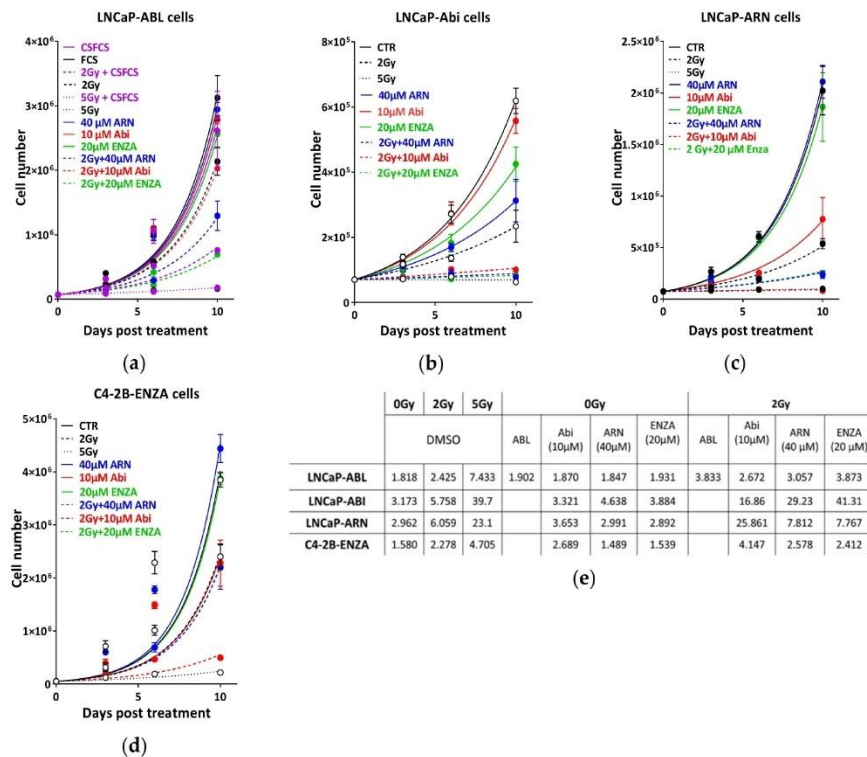 LNCaP-ABL cells
4×10⁶
3×10⁶
2×10⁶
1×10⁶
0
Cell number
CSFCS
FCS
2Gy + CSFCS
2Gy
5Gy + CSFCS
5Gy
40 μM ARN
10 μM Abi
20μM ENZA
2Gy+40μM ARN
2Gy+10μM Abi
2Gy+20μM ENZA
0 5 10
Days post treatment
(a)
LNCaP-Abi cells
8×10⁵
6×10⁵
4×10⁵
2×10⁵
0
Cell number
CTR
2Gy
5Gy
40μM ARN
10μM Abi
20μM ENZA
2Gy+40μM ARN
2Gy+10μM Abi
2Gy+20μM ENZA
0 5 10
Days post treatment
(b)
LNCaP-ARN cells
2.5×10⁶
2×10⁶
1.5×10⁶
1×10⁶
5×10⁵
0
Cell number
CTR
2Gy
5Gy
40μM ARN
10μM Abi
20μM ENZA
2Gy+40μM ARN
2Gy+10μM Abi
2 Gy+20 μM Enza
0 5 10
Days post treatment
(c)
C4-2B-ENZA cells
5×10⁶
4×10⁶
3×10⁶
2×10⁶
1×10⁶
0
Cell number
CTR
2Gy
5Gy
40μM ARN
10μM Abi
20μM ENZA
2Gy+40μM ARN
2Gy+10μM Abi
2Gy+20μM ENZA
0 5 10
Days post treatment
(d)
0Gy 2Gy 5Gy 0Gy 2Gy
DMSO ABL Abi (10μM) ARN (40μM) ENZA (20μM) ABL Abi (10μM) ARN (40 μM) ENZA (20 μM)
LNCaP-ABL 1.818 2.425 7.433 1.902 1.870 1.847 1.931 3.833 2.672 3.057 3.873
LNCaP-ABI 3.173 5.758 39.7 3.321 4.638 3.884 16.86 29.23 41.31
LNCaP-ARN 2.962 6.059 23.1 3.653 2.991 2.892 25.861 7.812 7.767
C4-2B-ENZA 1.580 2.278 4.705 2.689 1.489 1.539 4.147 2.578 2.412
(e)